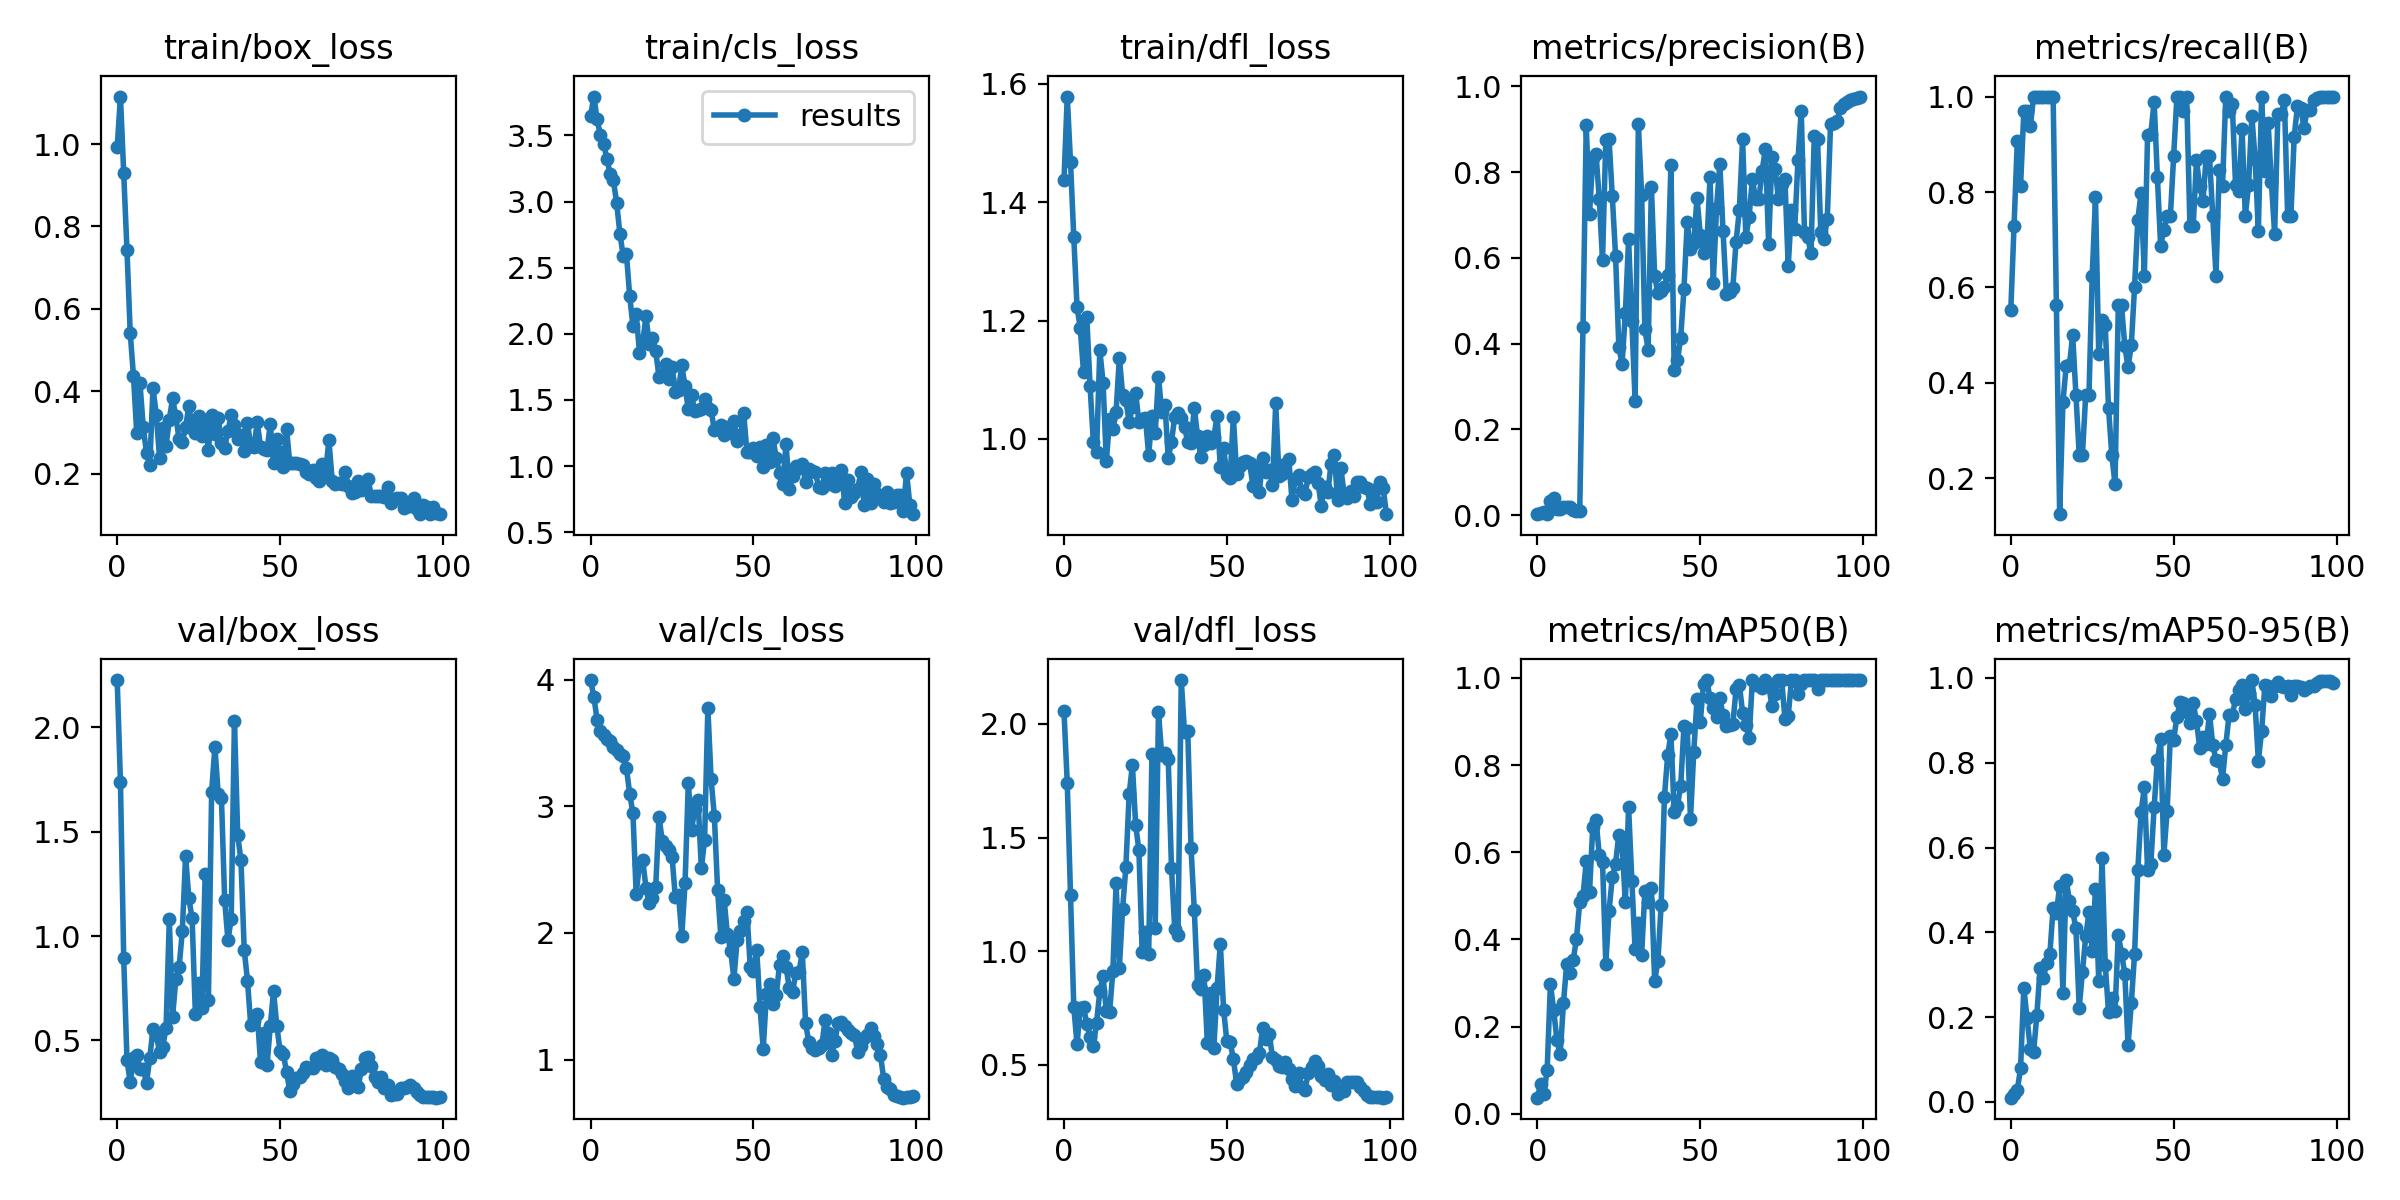 train/box_loss
train/cls_loss
train/dfl_loss
metrics/precision(B)
metrics/recall(B)
results
1.0
0.8
0.6
0.4
0.2
0 50 100
3.5
3.0
2.5
2.0
1.5
1.0
0.5
0 50 100
1.6
1.4
1.2
1.0
0 50 100
1.0
0.8
0.6
0.4
0.2
0.0
0 50 100
1.0
0.8
0.6
0.4
0.2
0 50 100
val/box_loss
val/cls_loss
val/dfl_loss
metrics/mAP50(B)
metrics/mAP50-95(B)
2.0
1.5
1.0
0.5
0 50 100
4
3
2
1
0 50 100
2.0
1.5
1.0
0.5
0 50 100
1.0
0.8
0.6
0.4
0.2
0.0
0 50 100
1.0
0.8
0.6
0.4
0.2
0.0
0 50 100